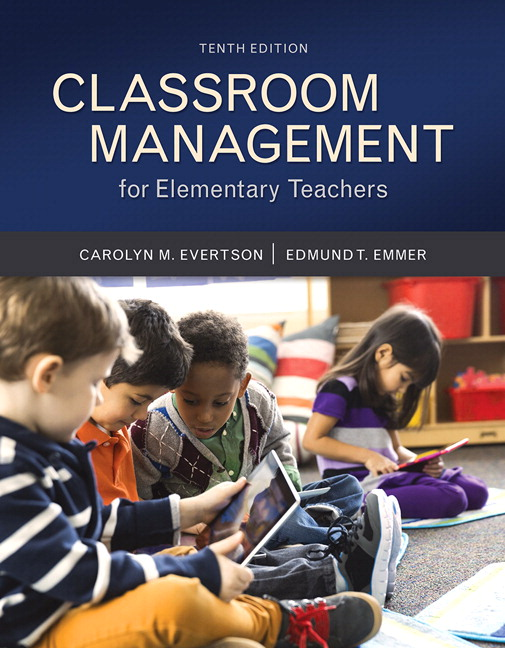 TENTH EDITION
CLASSROOM
MANAGEMENT
for Elementary Teachers
CAROLYN M. EVERTSON | EDMUND T. EMMER